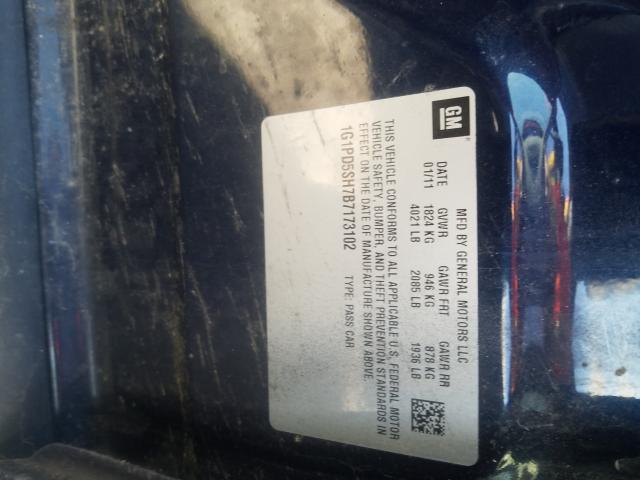 GM
MFD BY GENERAL MOTORS LLC
DATE GVWR GAWR FRT GAWR RR
01/11 1824 KG 946 KG 878 KG
4021 LB 2085 LB 1936 LB
THIS VEHICLE CONFORMS TO ALL APPLICABLE U.S. FEDERAL MOTOR
VEHICLE SAFETY, BUMPER, AND THEFT PREVENTION STANDARDS IN
EFFECT ON THE DATE OF MANUFACTURE SHOWN ABOVE.
1G1PD5SH7B7173102 TYPE: PASS CAR